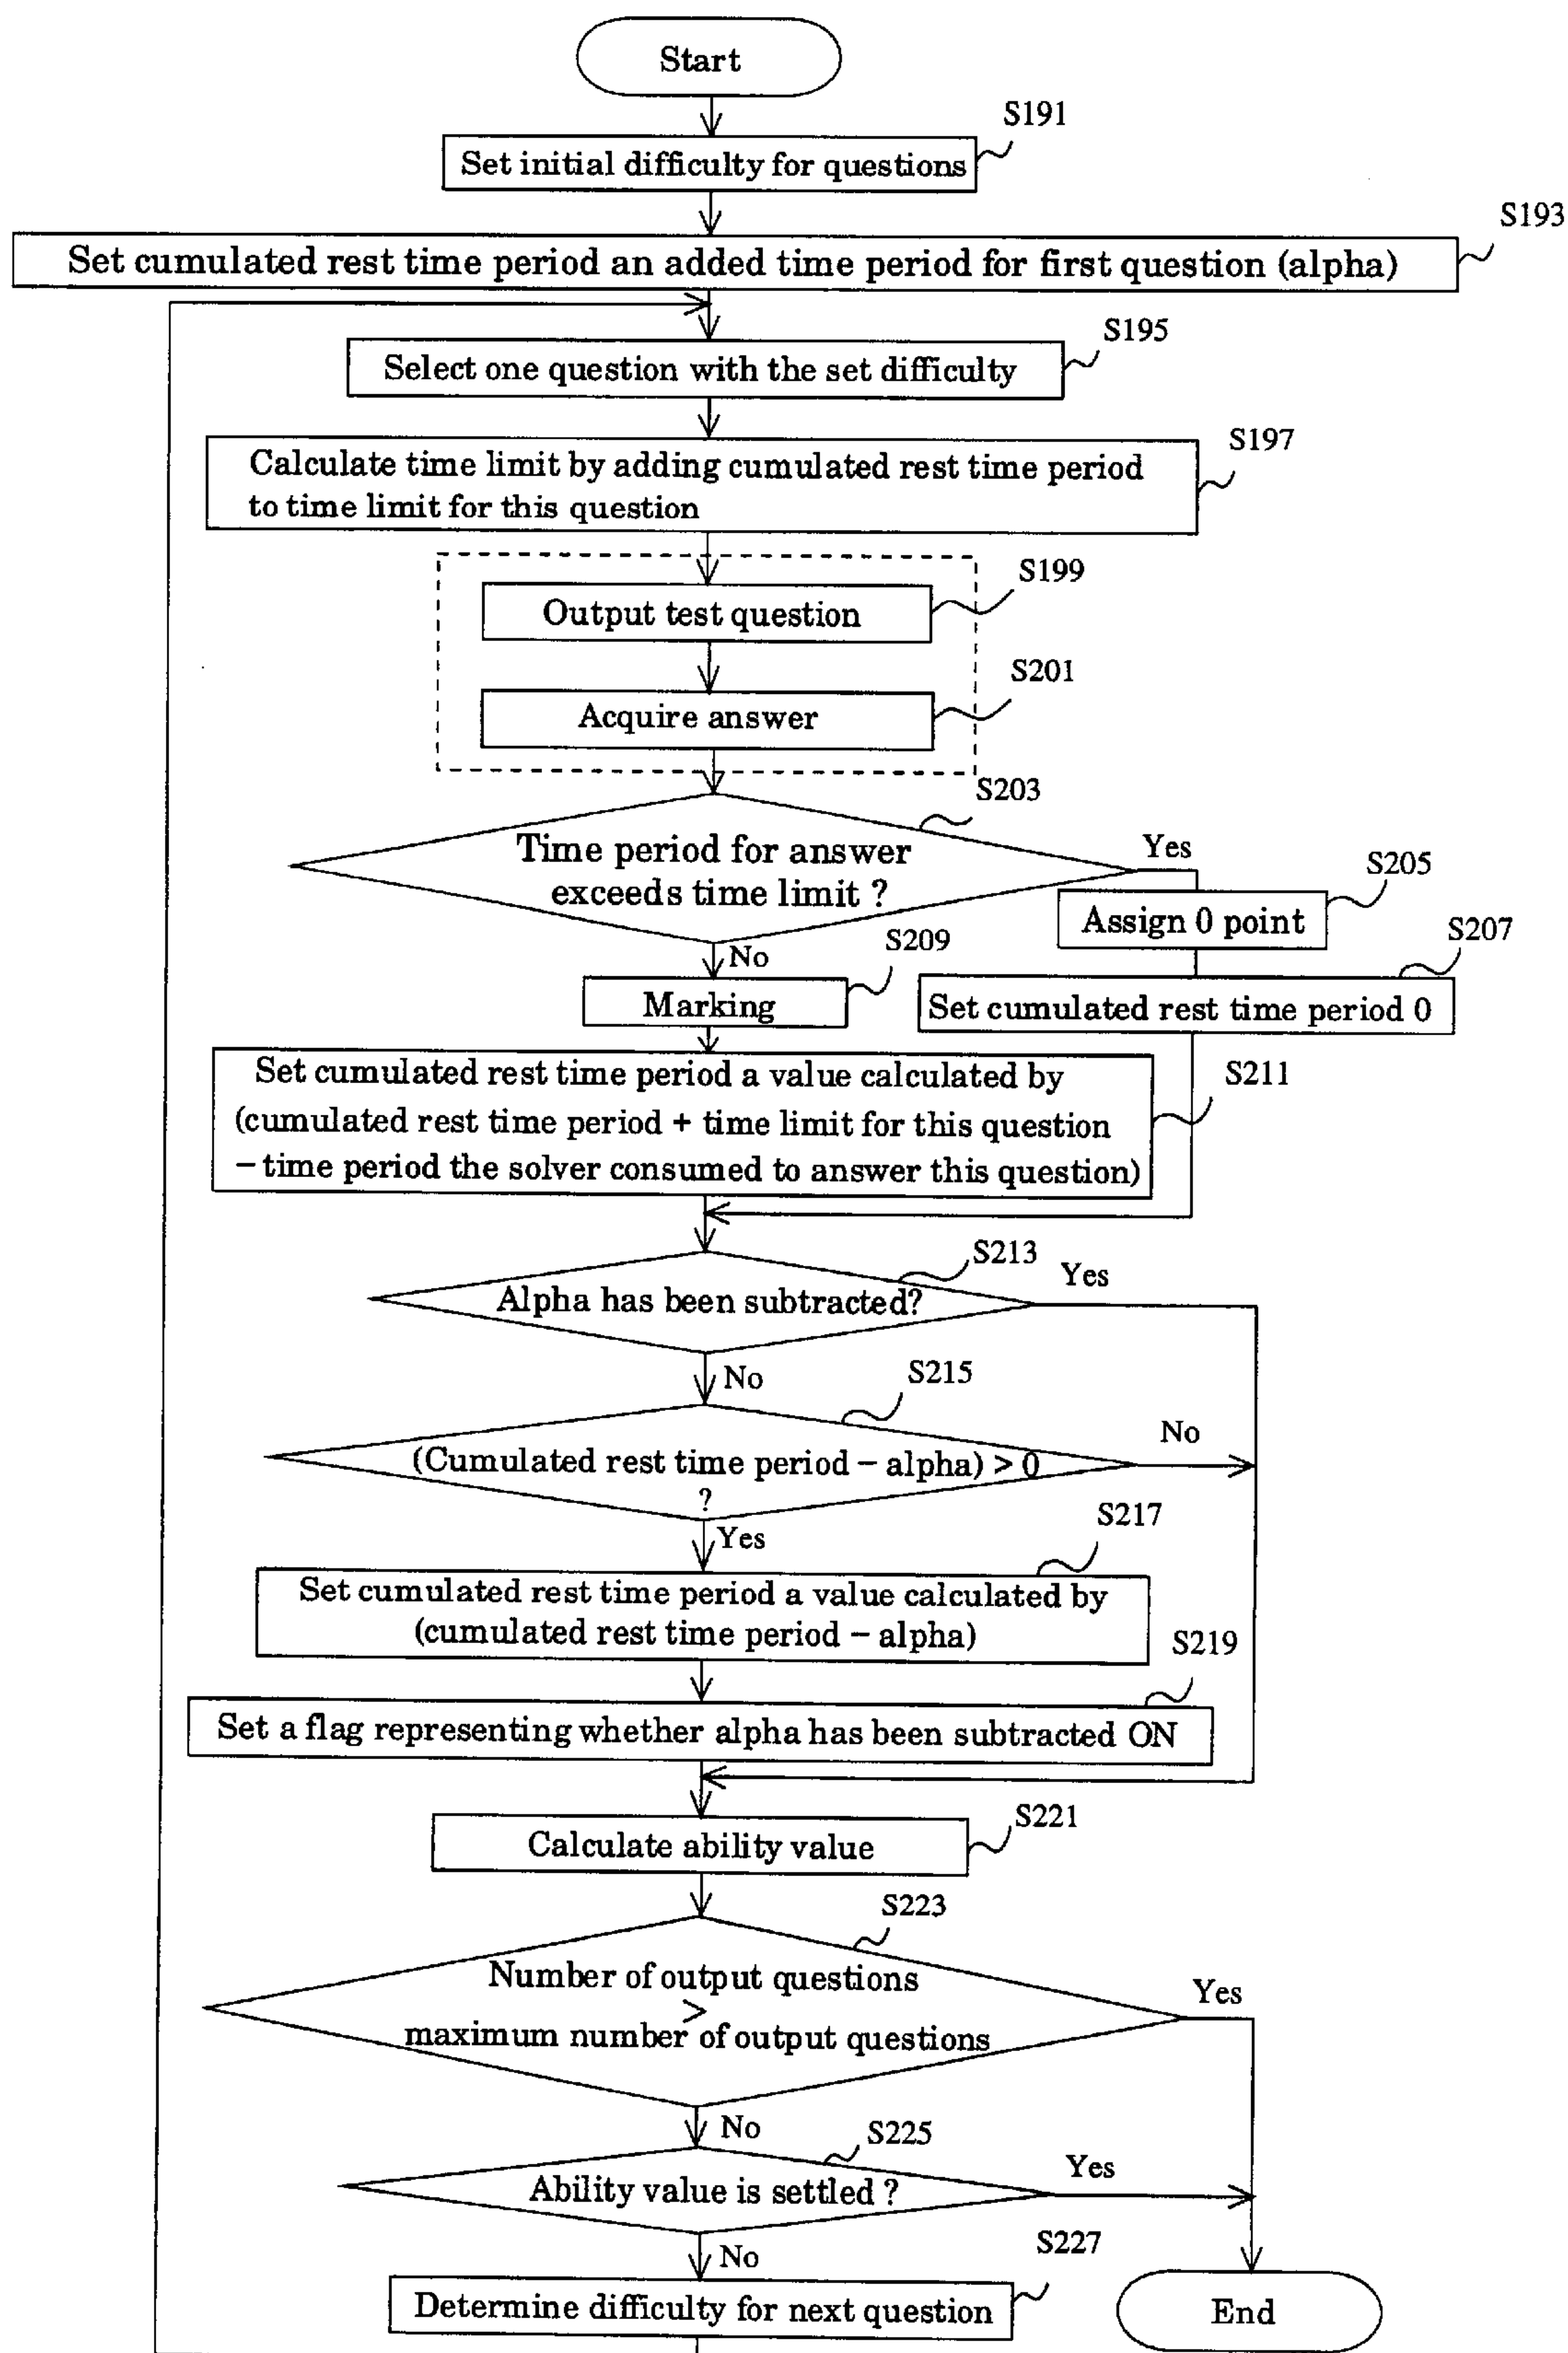 Start
S191
Set initial difficulty for questions
S193
Set cumulated rest time period an added time period for first question (alpha)
S195
Select one question with the set difficulty
S197
Calculate time limit by adding cumulated rest time period
to time limit for this question
S199
Output test question
S201
Acquire answer
S203
Time period for answer
exceeds time limit ?
Yes
S205
Assign 0 point
S207
Set cumulated rest time period 0
No
S209
Marking
S211
Set cumulated rest time period a value calculated by
(cumulated rest time period + time limit for this question
− time period the solver consumed to answer this question)
S213
Alpha has been subtracted?
Yes
No
S215
(Cumulated rest time period − alpha) > 0
?
No
Yes
S217
Set cumulated rest time period a value calculated by
(cumulated rest time period − alpha)
S219
Set a flag representing whether alpha has been subtracted ON
S221
Calculate ability value
S223
Number of output questions
>
maximum number of output questions
Yes
No
S225
Ability value is settled ?
Yes
No
S227
Determine difficulty for next question
End